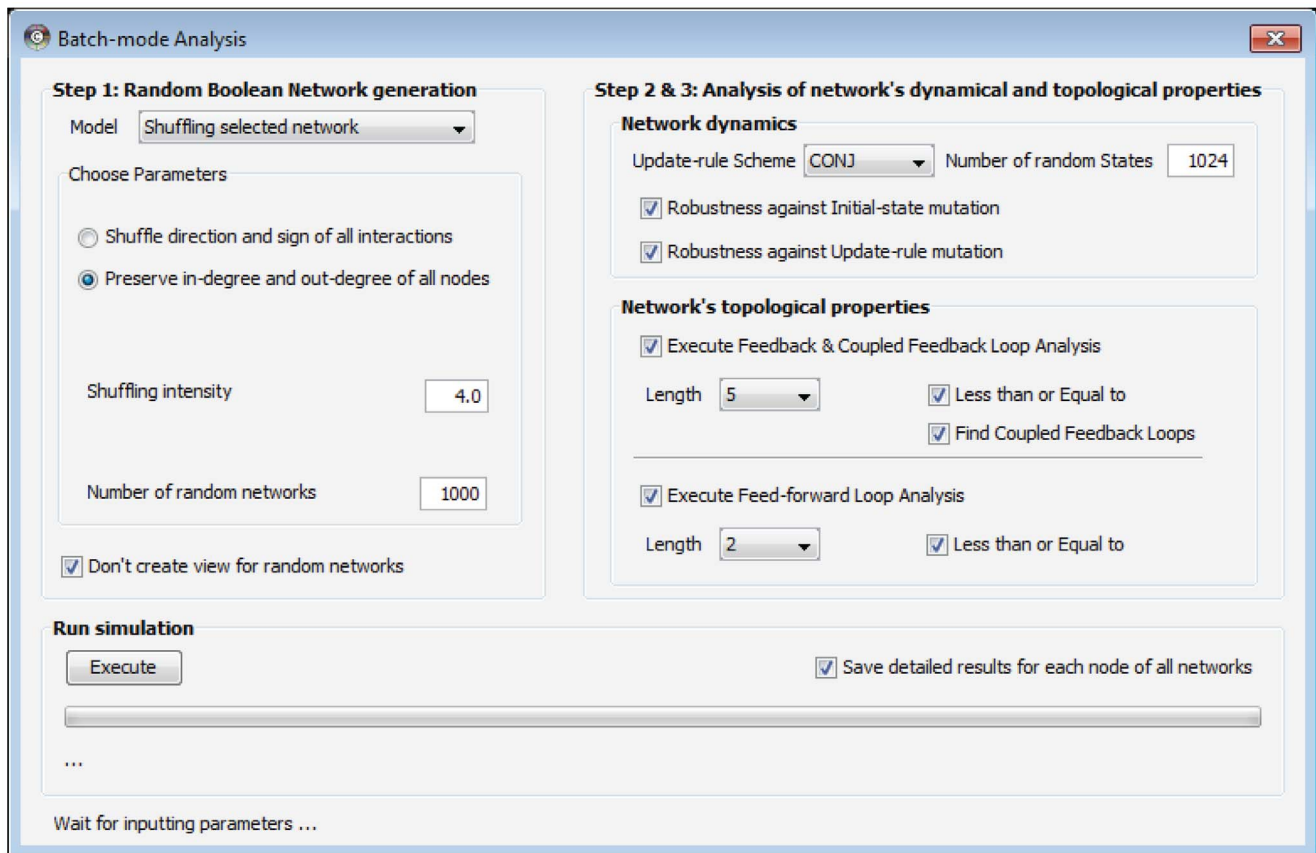 Batch-mode Analysis
Step 1: Random Boolean Network generation
Model Shuffling selected network
Choose Parameters
Shuffle direction and sign of all interactions
Preserve in-degree and out-degree of all nodes
Shuffling intensity 4.0
Number of random networks 1000
Don't create view for random networks
Step 2 & 3: Analysis of network's dynamical and topological properties
Network dynamics
Update-rule Scheme CONJ Number of random States 1024
Robustness against Initial-state mutation
Robustness against Update-rule mutation
Network's topological properties
Execute Feedback & Coupled Feedback Loop Analysis
Length 5 Less than or Equal to
Find Coupled Feedback Loops
Execute Feed-forward Loop Analysis
Length 2 Less than or Equal to
Run simulation
Execute Save detailed results for each node of all networks
...
Wait for inputting parameters ...